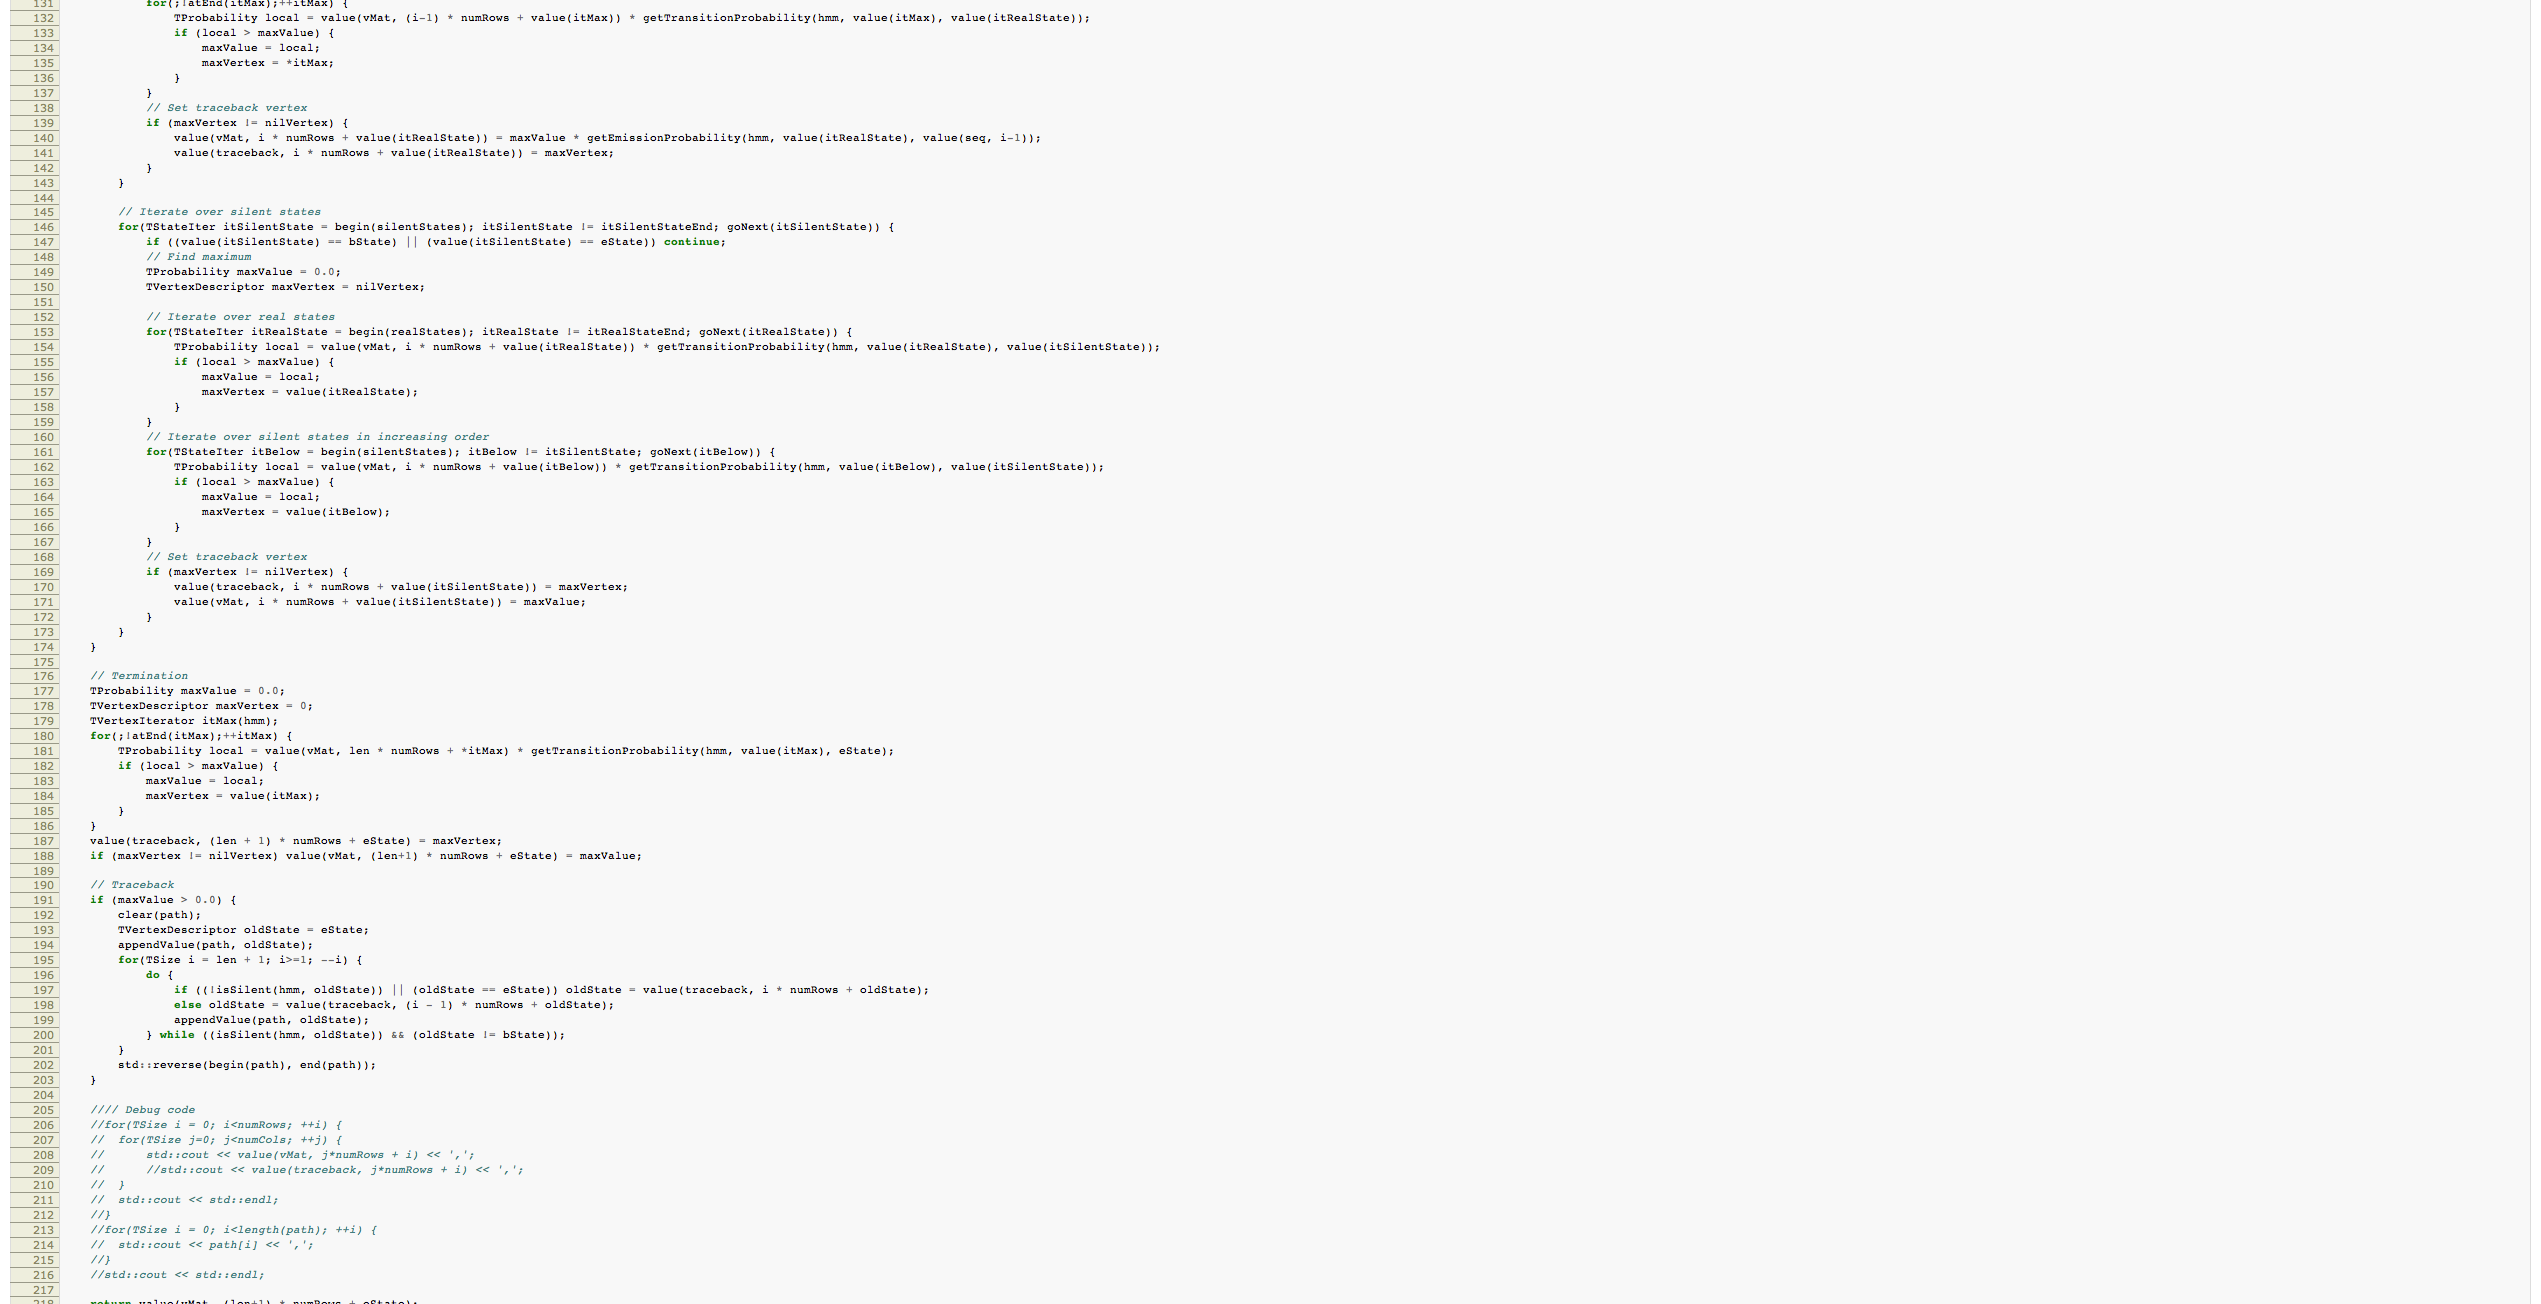 131 for(;!atEnd(itMax);++itMax) {
132 TProbability local = value(vMat, (i-1) * numRows + value(itMax)) * getTransitionProbability(hmm, value(itMax), value(itRealState));
133 if (local > maxValue) {
134 maxValue = local;
135 maxVertex = *itMax;
136 }
137 }
138 // Set traceback vertex
139 if (maxVertex != nilVertex) {
140 value(vMat, i * numRows + value(itRealState)) = maxValue * getEmissionProbability(hmm, value(itRealState), value(seq, i-1));
141 value(traceback, i * numRows + value(itRealState)) = maxVertex;
142 }
143 }
144
145 // Iterate over silent states
146 for(TStateIter itSilentState = begin(silentStates); itSilentState != itSilentStateEnd; goNext(itSilentState)) {
147 if ((value(itSilentState) == bState) || (value(itSilentState) == eState)) continue;
148 // Find maximum
149 TProbability maxValue = 0.0;
150 TVertexDescriptor maxVertex = nilVertex;
151
152 // Iterate over real states
153 for(TStateIter itRealState = begin(realStates); itRealState != itRealStateEnd; goNext(itRealState)) {
154 TProbability local = value(vMat, i * numRows + value(itRealState)) * getTransitionProbability(hmm, value(itRealState), value(itSilentState));
155 if (local > maxValue) {
156 maxValue = local;
157 maxVertex = value(itRealState);
158 }
159 }
160 // Iterate over silent states in increasing order
161 for(TStateIter itBelow = begin(silentStates); itBelow != itSilentState; goNext(itBelow)) {
162 TProbability local = value(vMat, i * numRows + value(itBelow)) * getTransitionProbability(hmm, value(itBelow), value(itSilentState));
163 if (local > maxValue) {
164 maxValue = local;
165 maxVertex = value(itBelow);
166 }
167 }
168 // Set traceback vertex
169 if (maxVertex != nilVertex) {
170 value(traceback, i * numRows + value(itSilentState)) = maxVertex;
171 value(vMat, i * numRows + value(itSilentState)) = maxValue;
172 }
173 }
174 }
175
176 // Termination
177 TProbability maxValue = 0.0;
178 TVertexDescriptor maxVertex = 0;
179 TVertexIterator itMax(hmm);
180 for(;!atEnd(itMax);++itMax) {
181 TProbability local = value(vMat, len * numRows + *itMax) * getTransitionProbability(hmm, value(itMax), eState);
182 if (local > maxValue) {
183 maxValue = local;
184 maxVertex = value(itMax);
185 }
186 }
187 value(traceback, (len + 1) * numRows + eState) = maxVertex;
188 if (maxVertex != nilVertex) value(vMat, (len+1) * numRows + eState) = maxValue;
189
190 // Traceback
191 if (maxValue > 0.0) {
192 clear(path);
193 TVertexDescriptor oldState = eState;
194 appendValue(path, oldState);
195 for(TSize i = len + 1; i>=1; --i) {
196 do {
197 if ((!isSilent(hmm, oldState)) || (oldState == eState)) oldState = value(traceback, i * numRows + oldState);
198 else oldState = value(traceback, (i - 1) * numRows + oldState);
199 appendValue(path, oldState);
200 } while ((isSilent(hmm, oldState)) && (oldState != bState));
201 }
202 std::reverse(begin(path), end(path));
203 }
204
205 //// Debug code
206 //for(TSize i = 0; i<numRows; ++i) {
207 // for(TSize j=0; j<numCols; ++j) {
208 // std::cout << value(vMat, j*numRows + i) << ',';
209 // //std::cout << value(traceback, j*numRows + i) << ',';
210 // }
211 // std::cout << std::endl;
212 //}
213 //for(TSize i = 0; i<length(path); ++i) {
214 // std::cout << path[i] << ',';
215 //}
216 //std::cout << std::endl;
217
218 return value(vMat, (len+1) * numRows + eState);